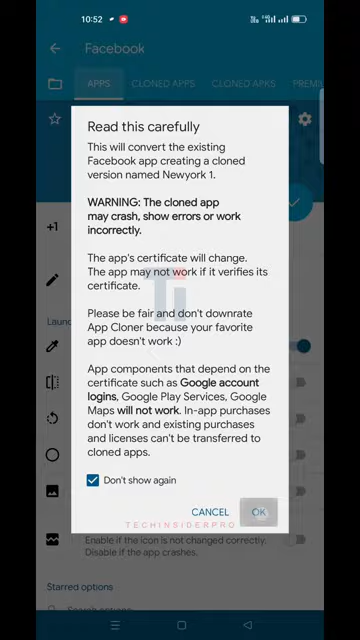 10:52
Facebook
APPS CLONED APPS CLONED APKS PREMI
Read this carefully
This will convert the existing
Facebook app creating a cloned
version named Newyork 1.
WARNING: The cloned app
may crash, show errors or work
incorrectly.
The app's certificate will change.
The app may not work if it verifies its
certificate.
Please be fair and don't downrate
App Cloner because your favorite
app doesn't work :)
App components that depend on the
certificate such as Google account
logins, Google Play Services, Google
Maps will not work. In-app purchases
don't work and existing purchases
and licenses can't be transferred to
cloned apps.
Don't show again
CANCEL OK
TECHINSIDERPRO
+1
Launc
Enable if the icon is not changed correctly.
Disable if the app crashes.
Starred options
Search options